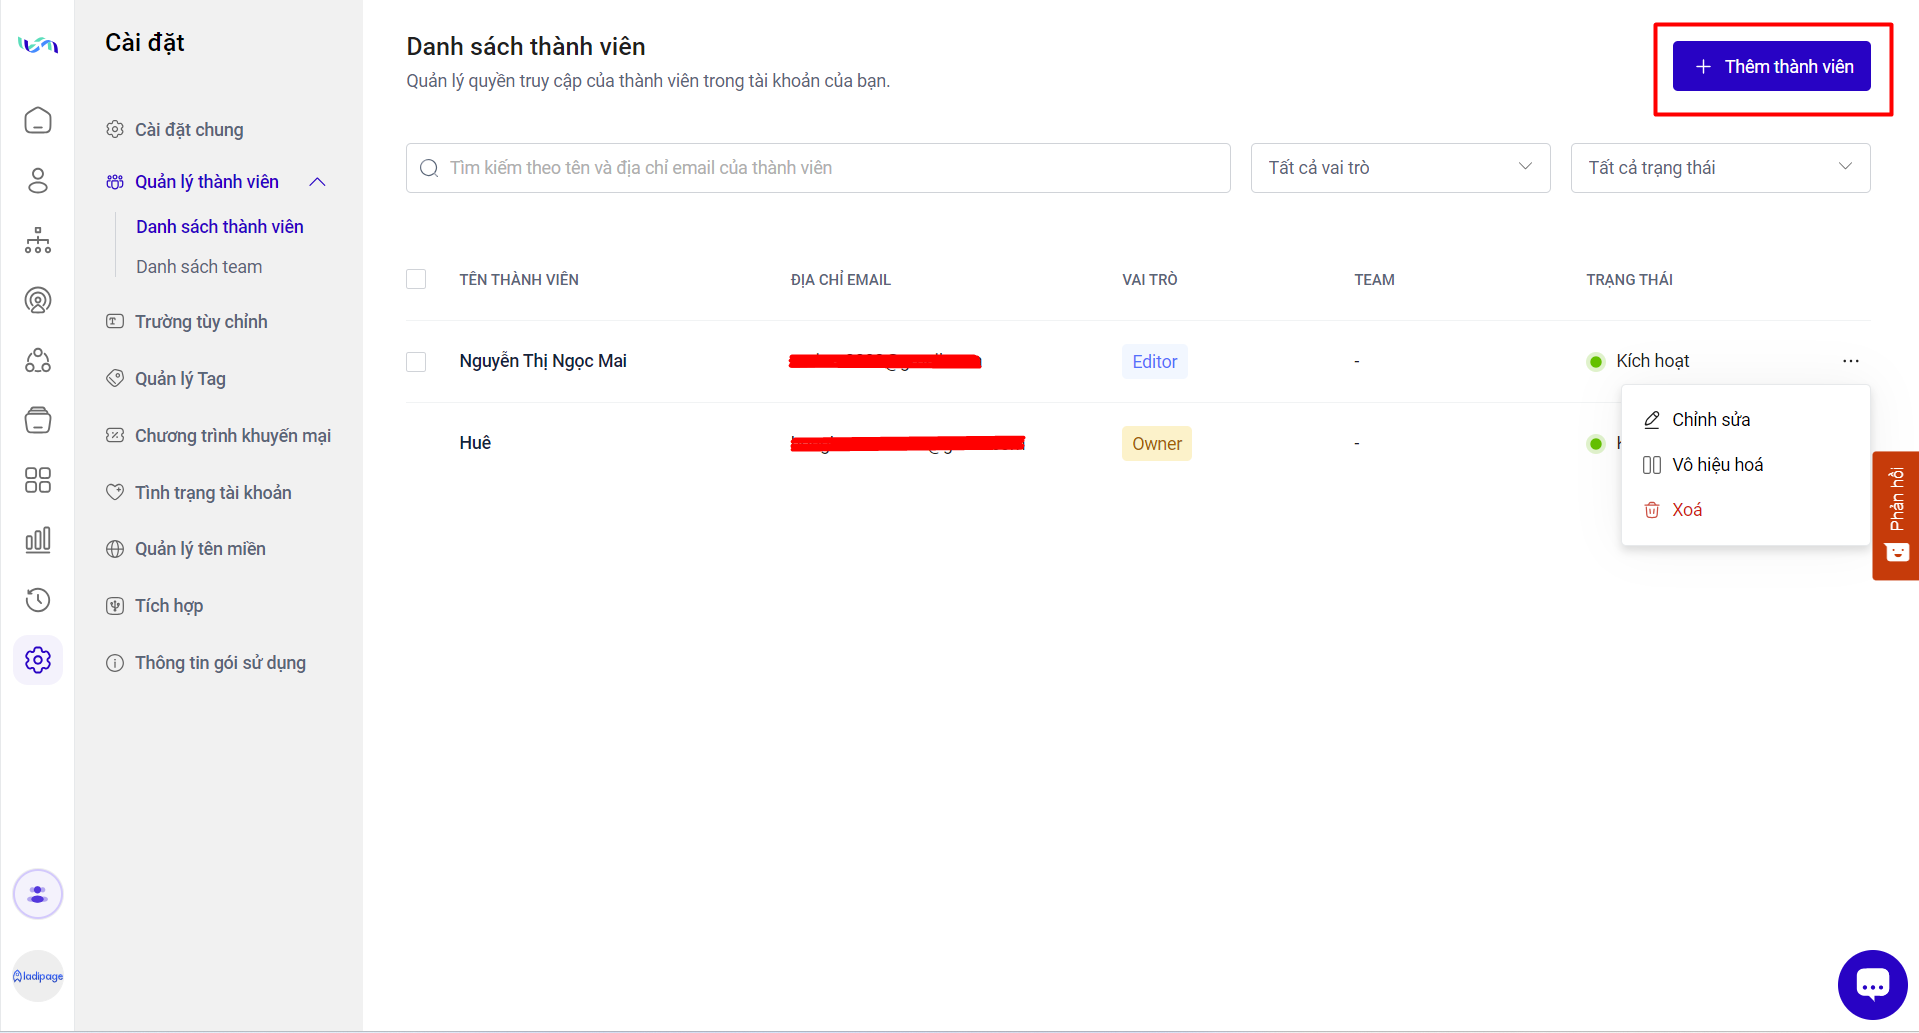 Cài đặt
Cài đặt chung
Quản lý thành viên
Danh sách thành viên
Danh sách team
Trường tùy chỉnh
Quản lý Tag
Chương trình khuyến mại
Tình trạng tài khoản
Quản lý tên miền
Tích hợp
Thông tin gói sử dụng
ladipage
Danh sách thành viên
Quản lý quyền truy cập của thành viên trong tài khoản của bạn.
Thêm thành viên
Tìm kiếm theo tên và địa chỉ email của thành viên
Tất cả vai trò
Tất cả trạng thái
TÊN THÀNH VIÊN ĐỊA CHỈ EMAIL VAI TRÒ TEAM TRẠNG THÁI
Nguyễn Thị Ngọc Mai Editor - Kích hoạt ...
Huê Owner -
Chỉnh sửa
Vô hiệu hoá
Xoá
Phản hồi